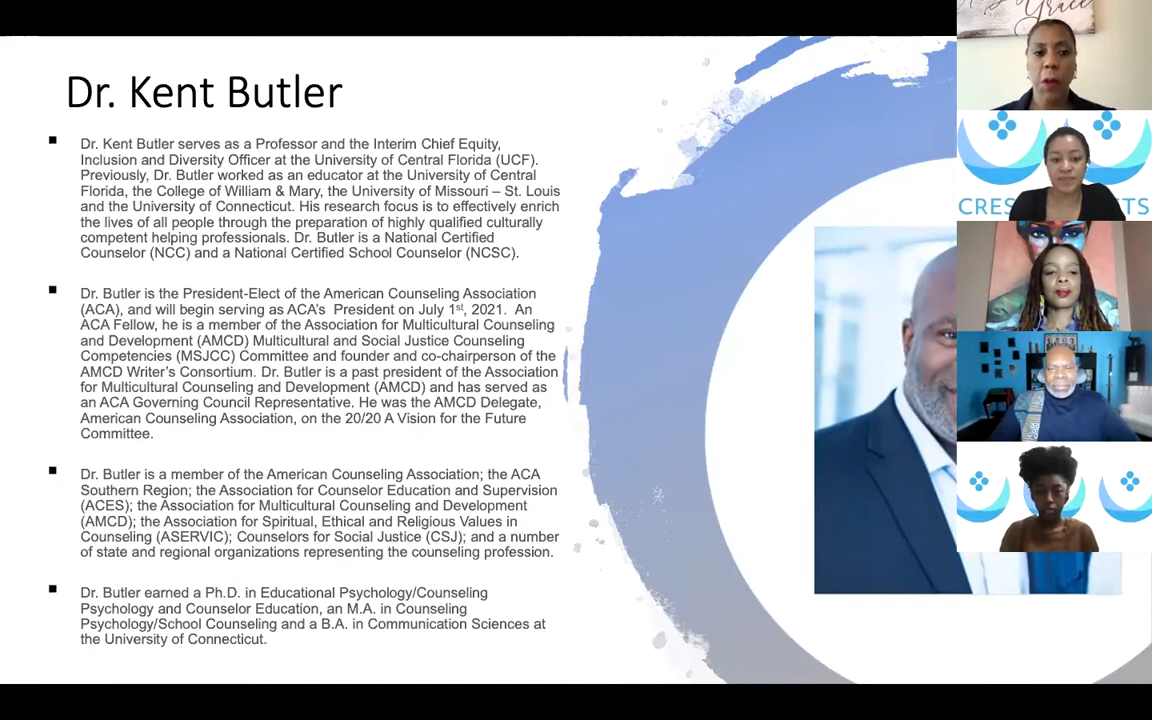 Dr. Kent Butler
Dr. Kent Butler serves as a Professor and the Interim Chief Equity,
Inclusion and Diversity Officer at the University of Central Florida (UCF).
Previously, Dr. Butler worked as an educator at the University of Central
Florida, the College of William & Mary, the University of Missouri – St. Louis
and the University of Connecticut. His research focus is to effectively enrich
the lives of all people through the preparation of highly qualified culturally
competent helping professionals. Dr. Butler is a National Certified
Counselor (NCC) and a National Certified School Counselor (NCSC).
Dr. Butler is the President-Elect of the American Counseling Association
(ACA), and will begin serving as ACA's President on July 1st, 2021. An
ACA Fellow, he is a member of the Association for Multicultural Counseling
and Development (AMCD) Multicultural and Social Justice Counseling
Competencies (MSJCC) Committee and founder and co-chairperson of the
AMCD Writer's Consortium. Dr. Butler is a past president of the Association
for Multicultural Counseling and Development (AMCD) and has served as
an ACA Governing Council Representative. He was the AMCD Delegate,
American Counseling Association, on the 20/20 A Vision for the Future
Committee.
Dr. Butler is a member of the American Counseling Association; the ACA
Southern Region; the Association for Counselor Education and Supervision
(ACES); the Association for Multicultural Counseling and Development
(AMCD); the Association for Spiritual, Ethical and Religious Values in
Counseling (ASERVIC); Counselors for Social Justice (CSJ); and a number
of state and regional organizations representing the counseling profession.
Dr. Butler earned a Ph.D. in Educational Psychology/Counseling
Psychology and Counselor Education, an M.A. in Counseling
Psychology/School Counseling and a B.A. in Communication Sciences at
the University of Connecticut.
Grace
CRES
TS